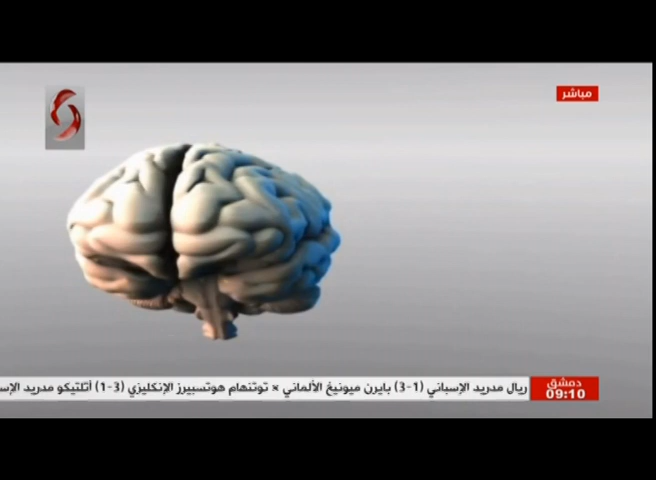 مباشر
ريال مدريد الإسباني (1-3) بايرن ميونيخ الألماني × توتنهام هوتسبيرز الإنكليزي (3-1) أتلتيكو مدريد
دمشق
09:10